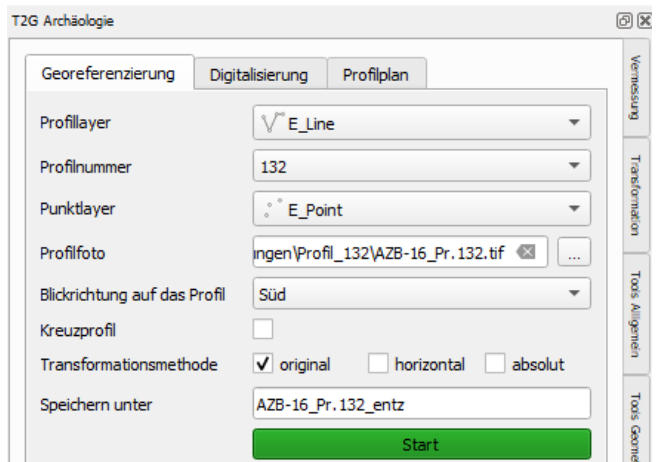 T2G Archäologie
Georeferenzierung Digitalisierung Profilplan
Profillayer E_Line
Profilnummer 132
Punktlayer E_Point
Profilfoto ıngen\Profil_132\AZB-16_Pr.132.tif ...
Blickrichtung auf das Profil Süd
Kreuzprofil
Transformationsmethode original horizontal absolut
Speichern unter AZB-16_Pr.132_entz
Start
Vermessung
Transformation
Tools Allgemein
Tools Geome